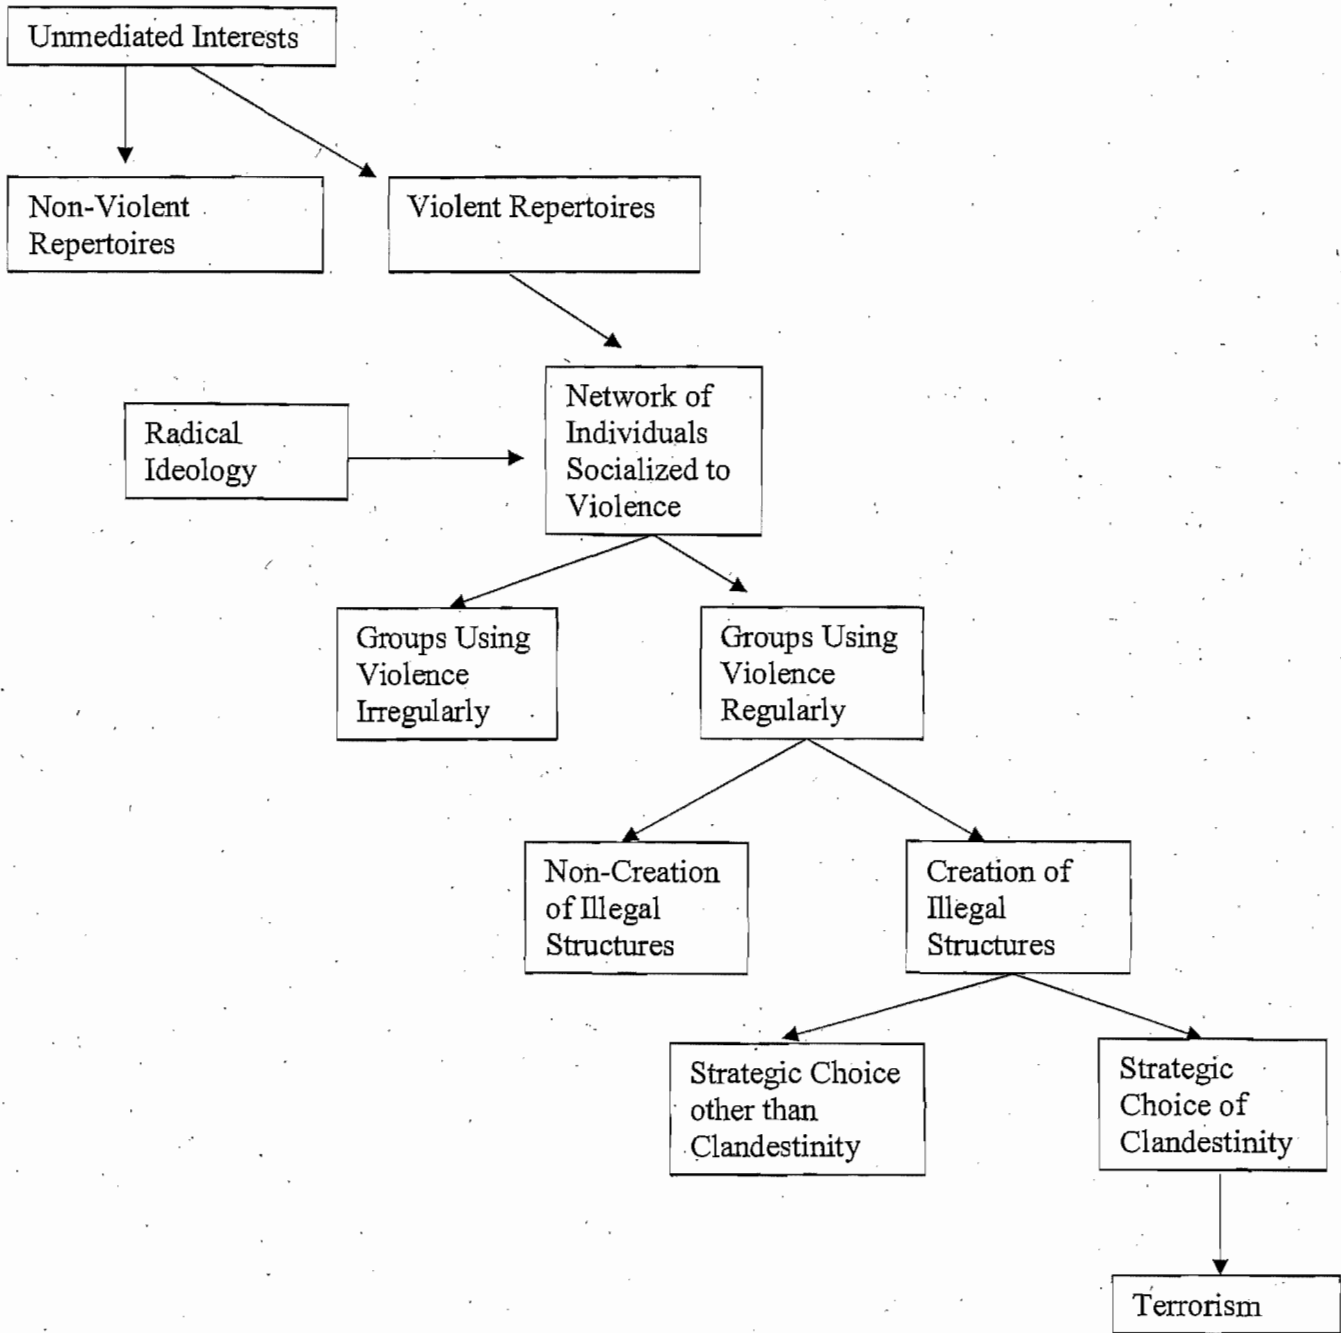 Unmediated Interests
Non-Violent
Repertoires
Violent Repertoires
Radical
Ideology
Network of
Individuals
Socialized to
Violence
Groups Using
Violence
Irregularly
Groups Using
Violence
Regularly
Non-Creation
of Illegal
Structures
Creation of
Illegal
Structures
Strategic Choice
other than
Clandestinity
Strategic
Choice of
Clandestinity
Terrorism